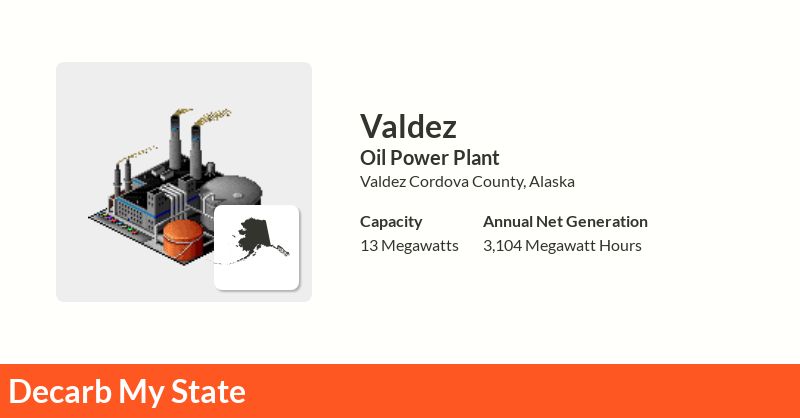 Valdez
Oil Power Plant
Valdez Cordova County, Alaska
Capacity
Annual Net Generation
13 Megawatts
3,104 Megawatt Hours
Decarb My State